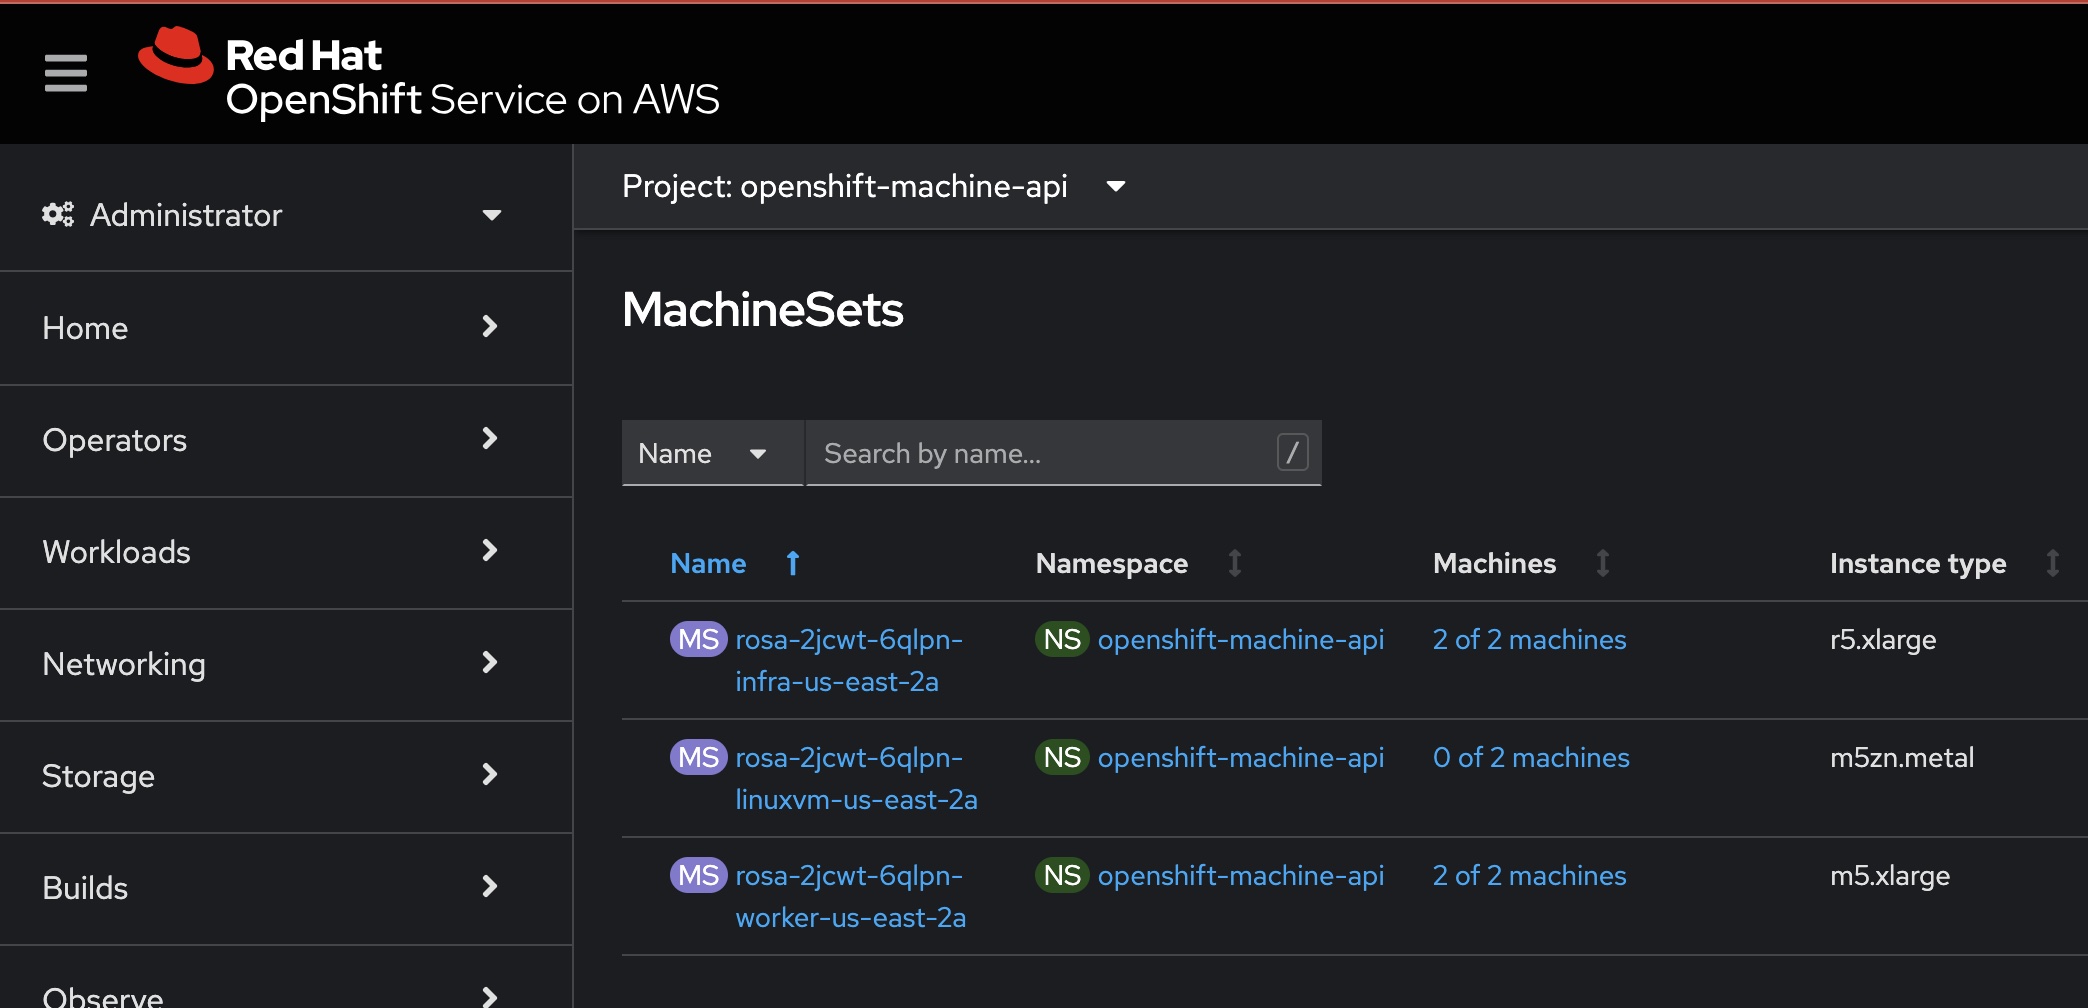 Red Hat
OpenShift Service on AWS
Administrator
Home
Operators
Workloads
Networking
Storage
Builds
Observe
Project: openshift-machine-api
MachineSets
Name
Search by name...
/
Name Namespace Machines Instance type
MS rosa-2jcwt-6qlpn- NS openshift-machine-api 2 of 2 machines r5.xlarge
infra-us-east-2a
MS rosa-2jcwt-6qlpn- NS openshift-machine-api 0 of 2 machines m5zn.metal
linuxvm-us-east-2a
MS rosa-2jcwt-6qlpn- NS openshift-machine-api 2 of 2 machines m5.xlarge
worker-us-east-2a